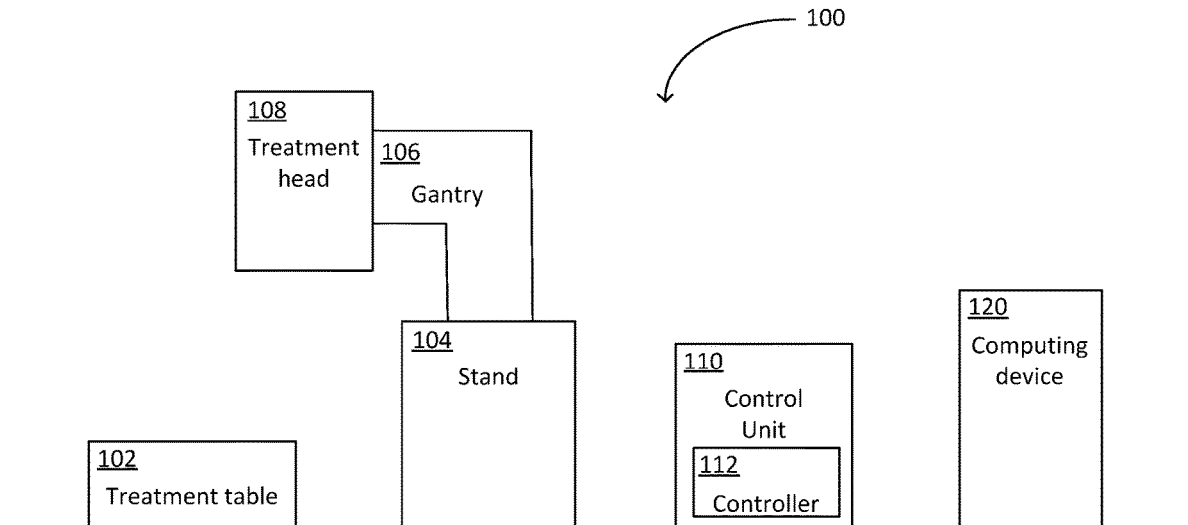 100
108
Treatment
head
106
Gantry
104
Stand
102
Treatment table
110
Control
Unit
112
Controller
120
Computing
device